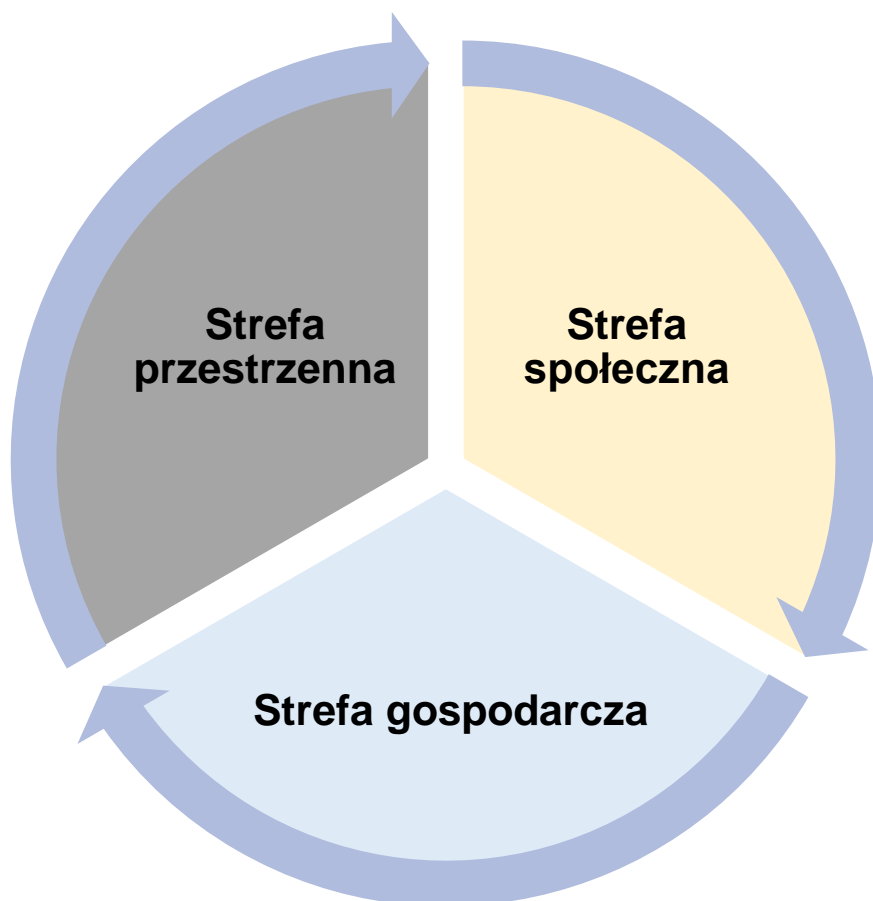 Strefa
przestrzenna
Strefa
społeczna
Strefa gospodarcza